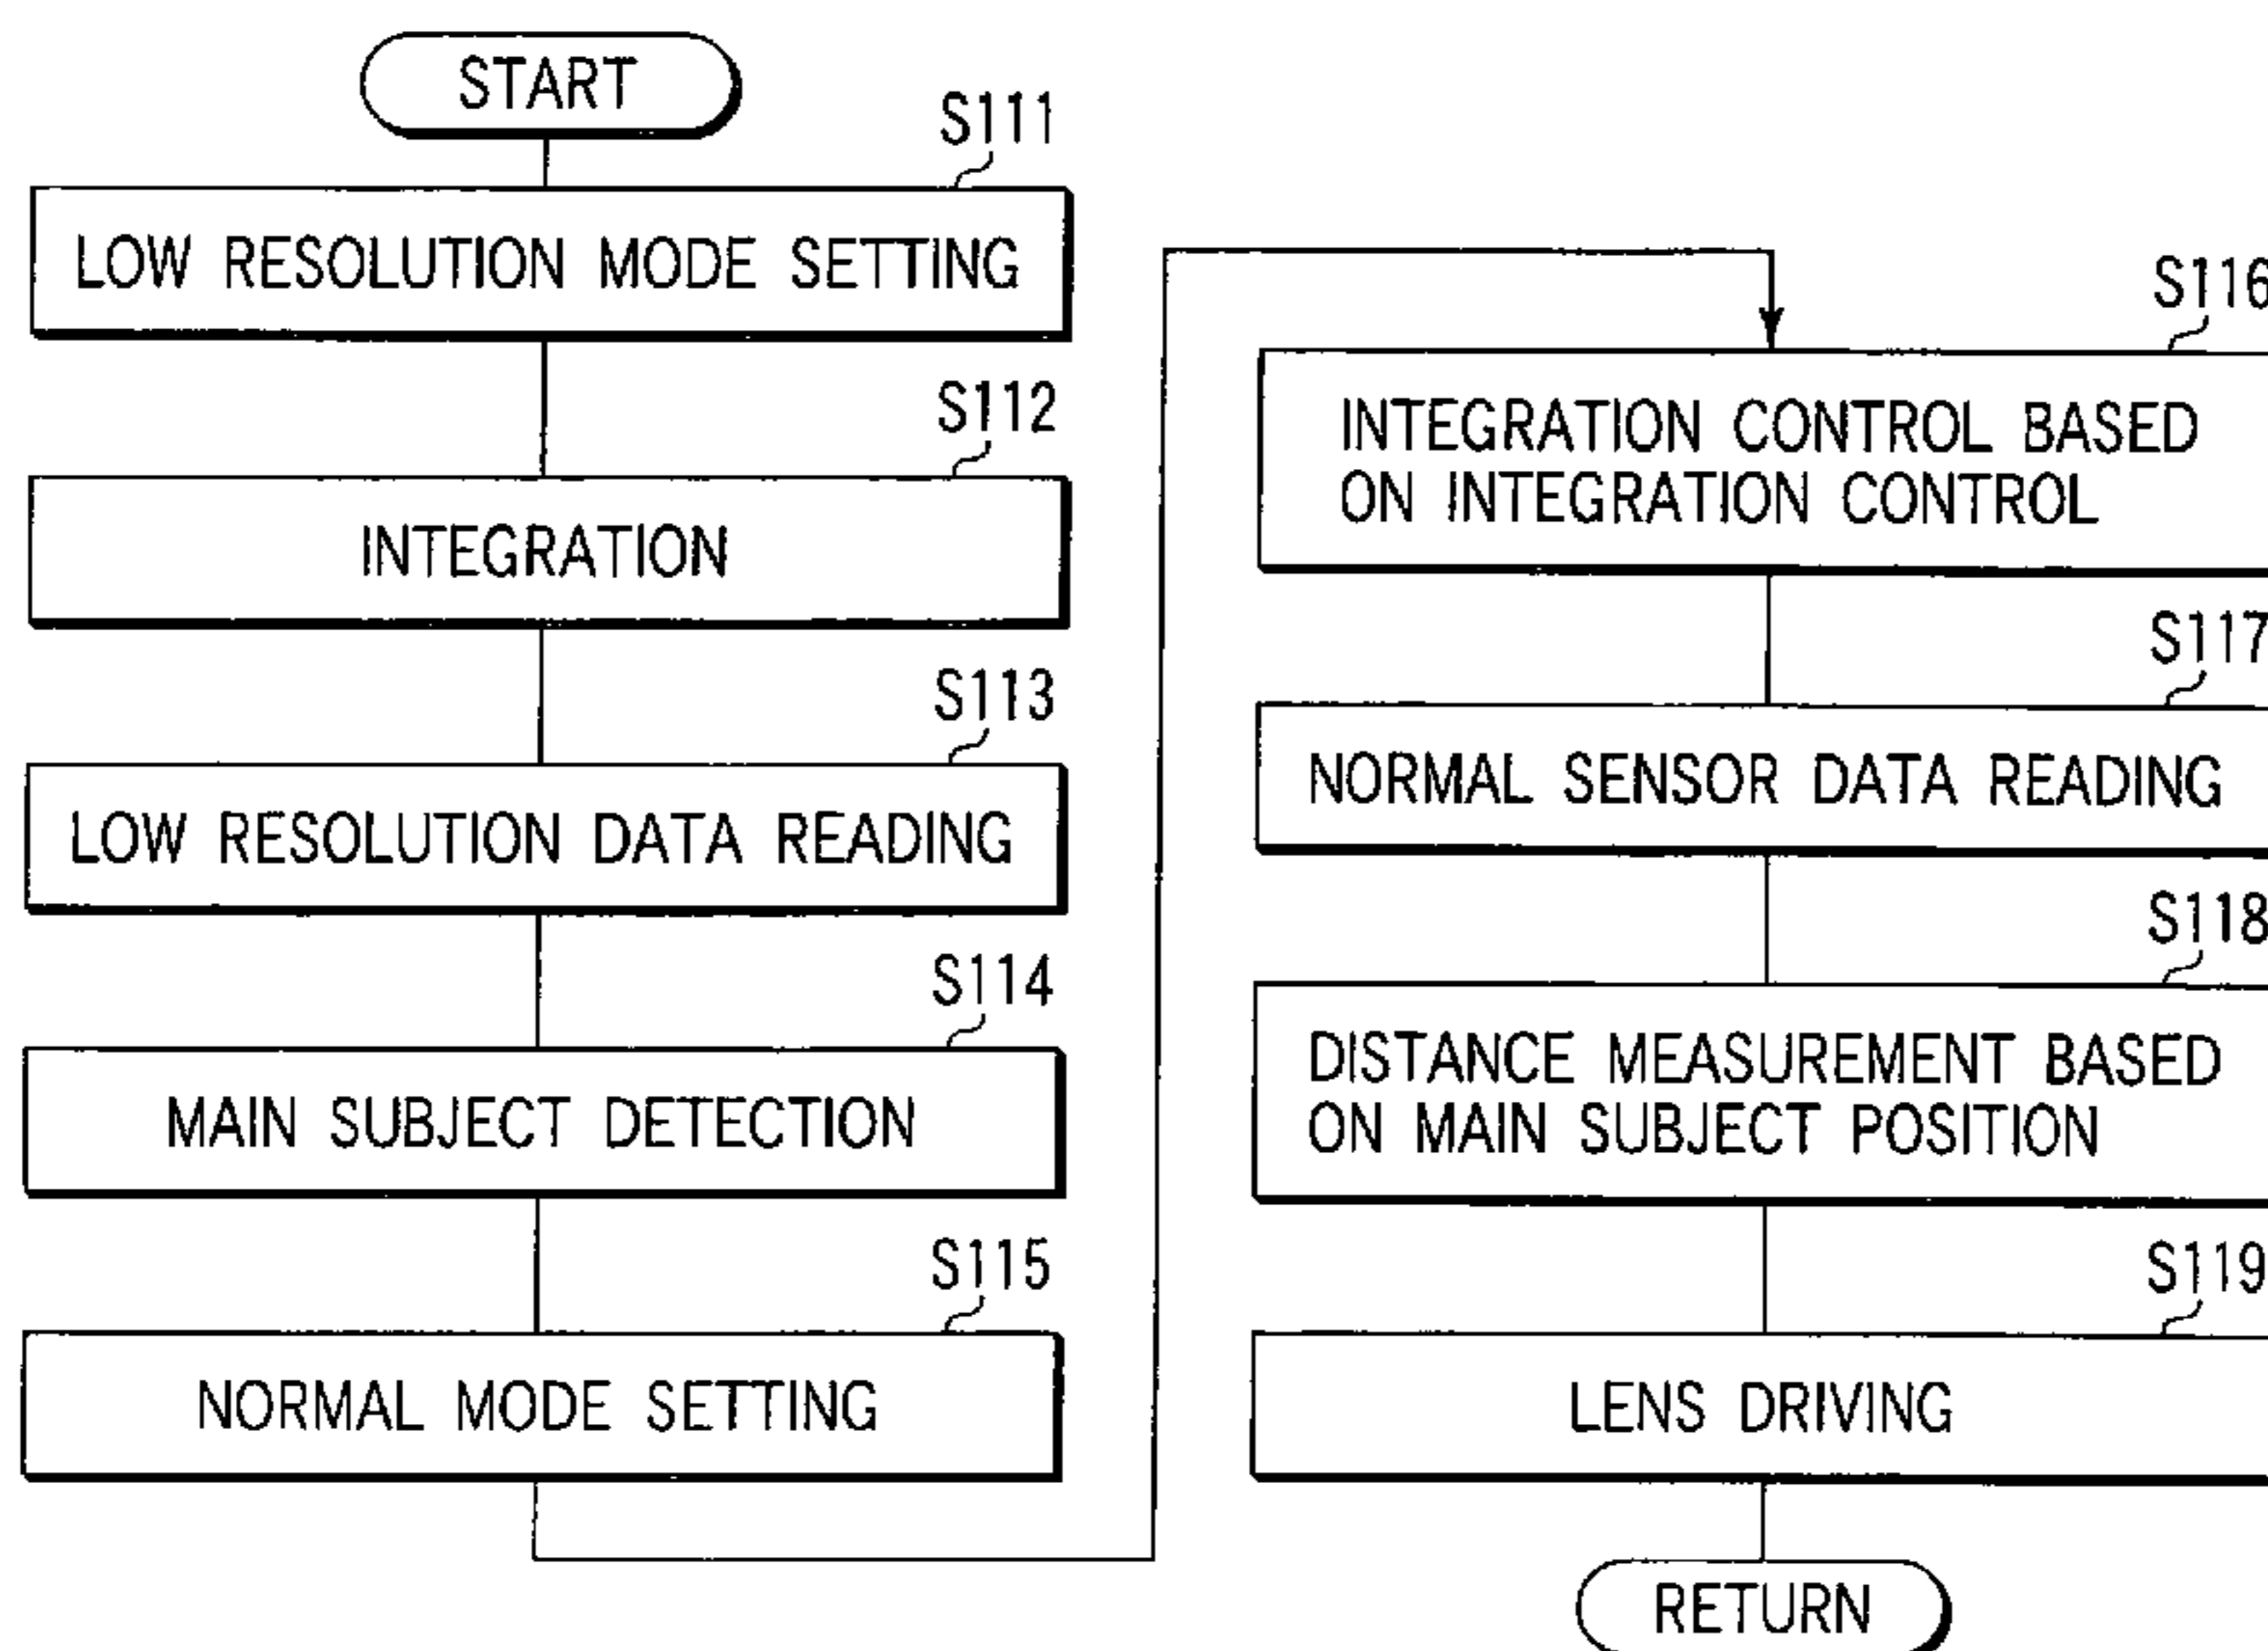 START
S111
LOW RESOLUTION MODE SETTING
S112
INTEGRATION
S113
LOW RESOLUTION DATA READING
S114
MAIN SUBJECT DETECTION
S115
NORMAL MODE SETTING
S116
INTEGRATION CONTROL BASED
ON INTEGRATION CONTROL
S117
NORMAL SENSOR DATA READING
S118
DISTANCE MEASUREMENT BASED
ON MAIN SUBJECT POSITION
S119
LENS DRIVING
RETURN